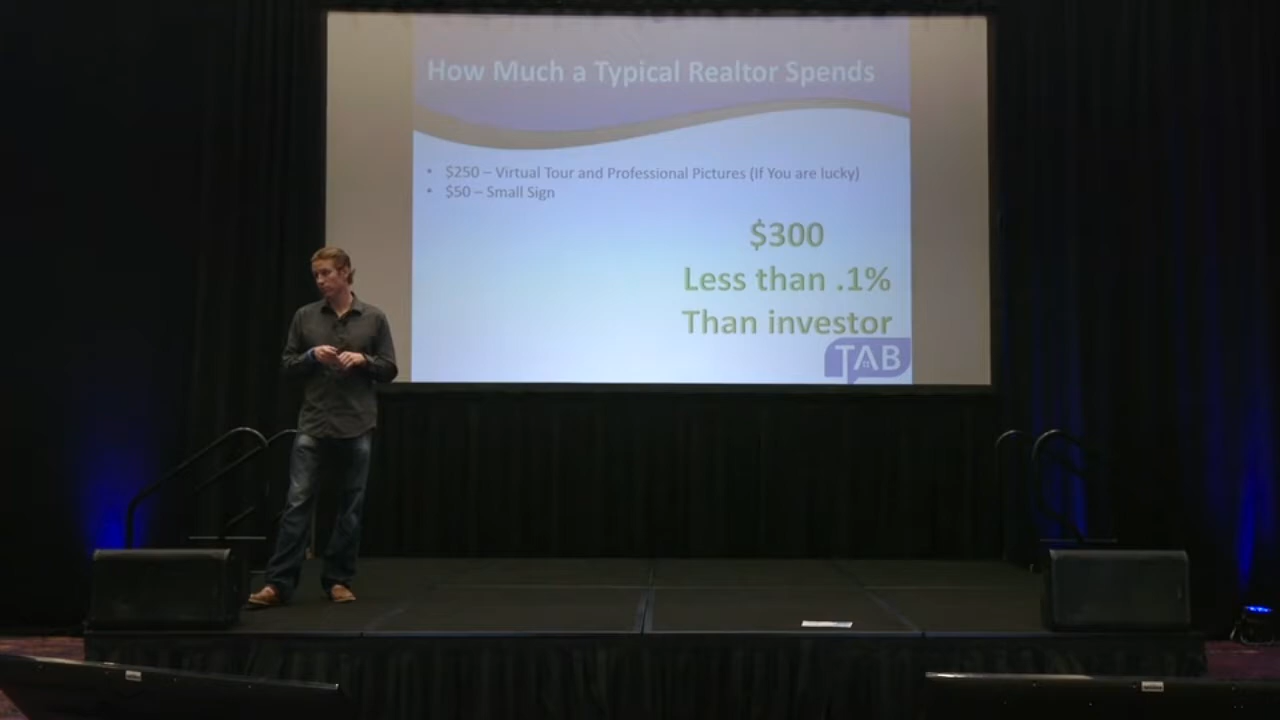 How Much a Typical Realtor Spends
• $250 – Virtual Tour and Professional Pictures (If You are lucky)
• $50 – Small Sign
$300
Less than .1%
Than investor
TAB